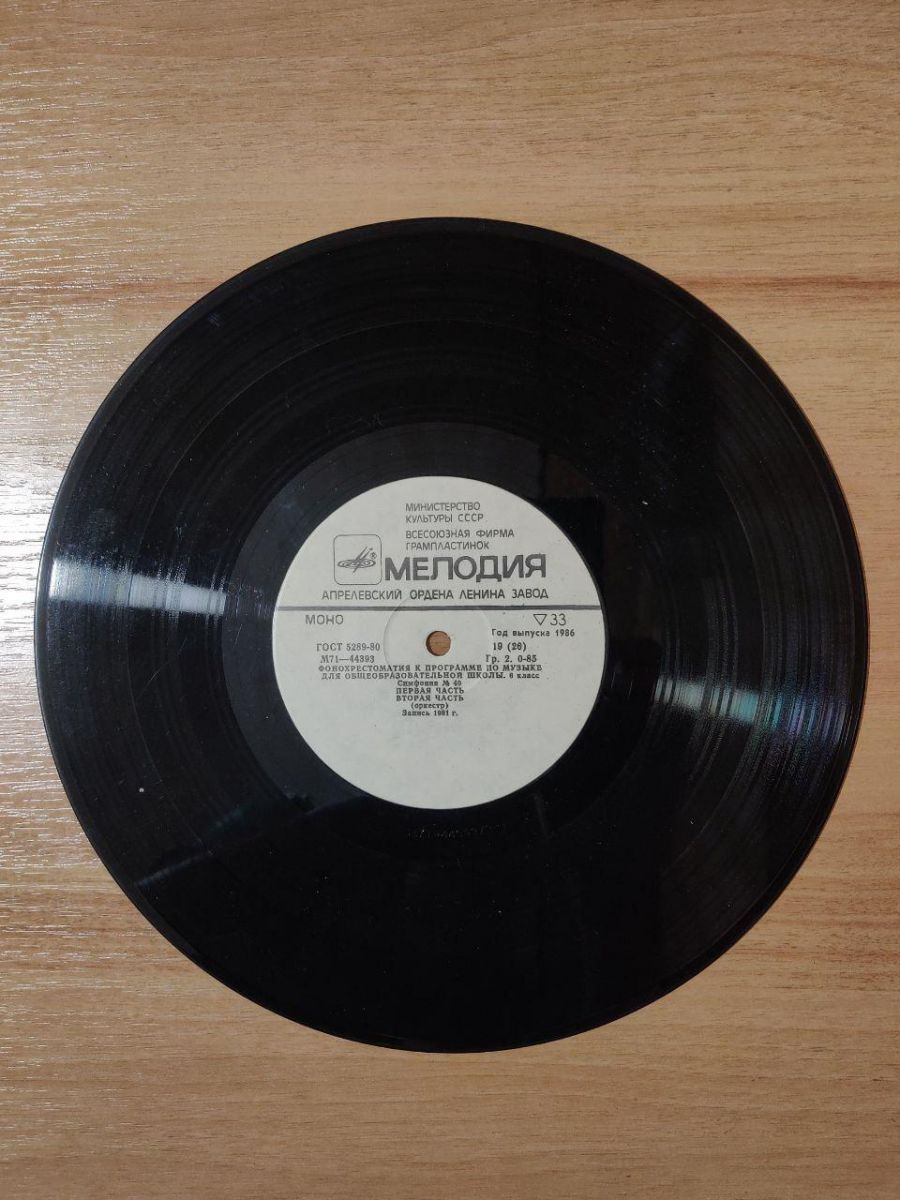 МИНИСТЕРСТВО
КУЛЬТУРЫ СССР
ВСЕСОЮЗНАЯ ФИРМА
ГРАМПЛАСТИНОК
® МЕЛОДИЯ
АПРЕЛЕВСКИЙ ОРДЕНА ЛЕНИНА ЗАВОД
МОНО ▽33
Год выпуска 1986
ГОСТ 5289-80 19 (26)
М71—44393 Гр. 2. 0-85
ФОНОХРЕСТОМАТИЯ К ПРОГРАММЕ ПО МУЗЫКЕ
ДЛЯ ОБЩЕОБРАЗОВАТЕЛЬНОЙ ШКОЛЫ. 6 класс
Симфония № 40
ПЕРВАЯ ЧАСТЬ
ВТОРАЯ ЧАСТЬ
(оркестр)
Запись 1981 г.